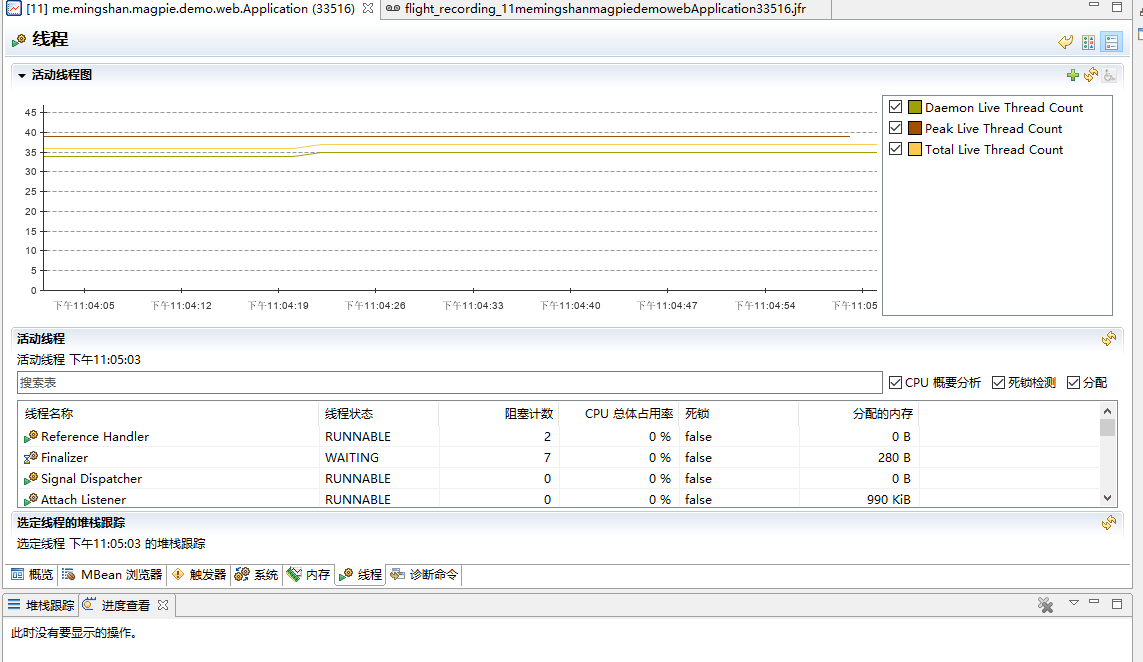 [11] me.mingshan.magpie.demo.web.Application (33516) flight_recording_11memingshanmagpiedemowebApplication33516.jfr
线程
活动线程图
45
40
35
30
25
20
15
10
5
0
下午11:04:05 下午11:04:12 下午11:04:19 下午11:04:26 下午11:04:33 下午11:04:40 下午11:04:47 下午11:04:54 下午11:05
Daemon Live Thread Count
Peak Live Thread Count
Total Live Thread Count
活动线程
活动线程 下午11:05:03
搜索表 CPU 概要分析 死锁检测 分配
线程名称 线程状态 阻塞计数 CPU 总体占用率 死锁 分配的内存
Reference Handler RUNNABLE 2 0 % false 0 B
Finalizer WAITING 7 0 % false 280 B
Signal Dispatcher RUNNABLE 0 0 % false 0 B
Attach Listener RUNNABLE 0 0 % false 990 KiB
选定线程的堆栈跟踪
选定线程 下午11:05:03 的堆栈跟踪
概览 MBean 浏览器 触发器 系统 内存 线程 诊断命令
堆栈跟踪 进度查看
此时没有要显示的操作。